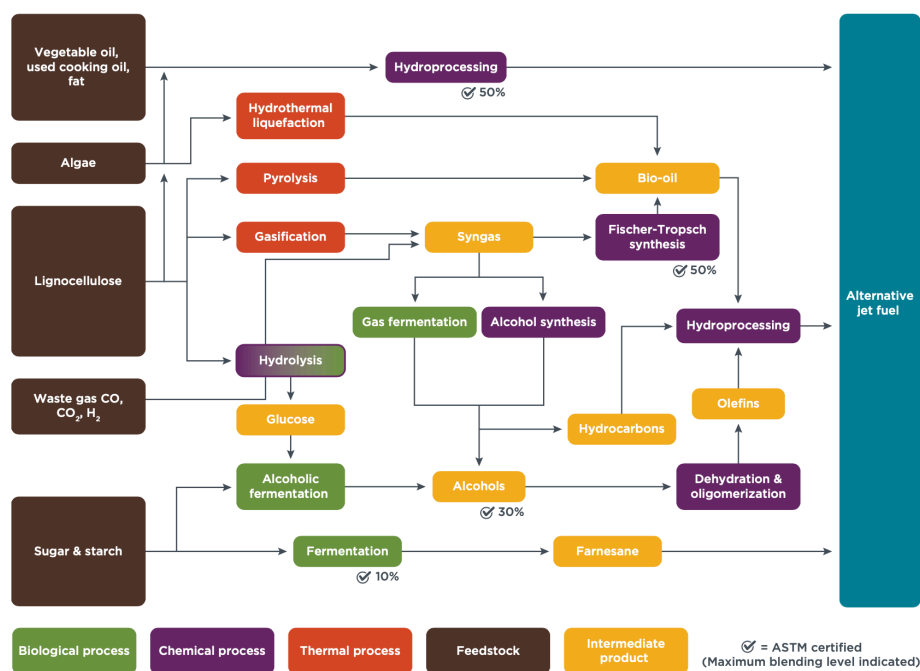 Vegetable oil,
used cooking oil,
fat
Hydroprocessing
50%
Hydrothermal
liquefaction
Algae
Pyrolysis
Bio-oil
Gasification
Syngas
Fischer-Tropsch
synthesis
50%
Lignocellulose
Alternative
jet fuel
Gas fermentation
Alcohol synthesis
Hydroprocessing
Hydrolysis
Waste gas CO,
CO₂, H₂
Glucose
Olefins
Hydrocarbons
Alcoholic
fermentation
Alcohols
30%
Dehydration &
oligomerization
Sugar & starch
Fermentation
10%
Farnesane
Biological process
Chemical process
Thermal process
Feedstock
Intermediate
product
= ASTM certified
(Maximum blending level indicated)